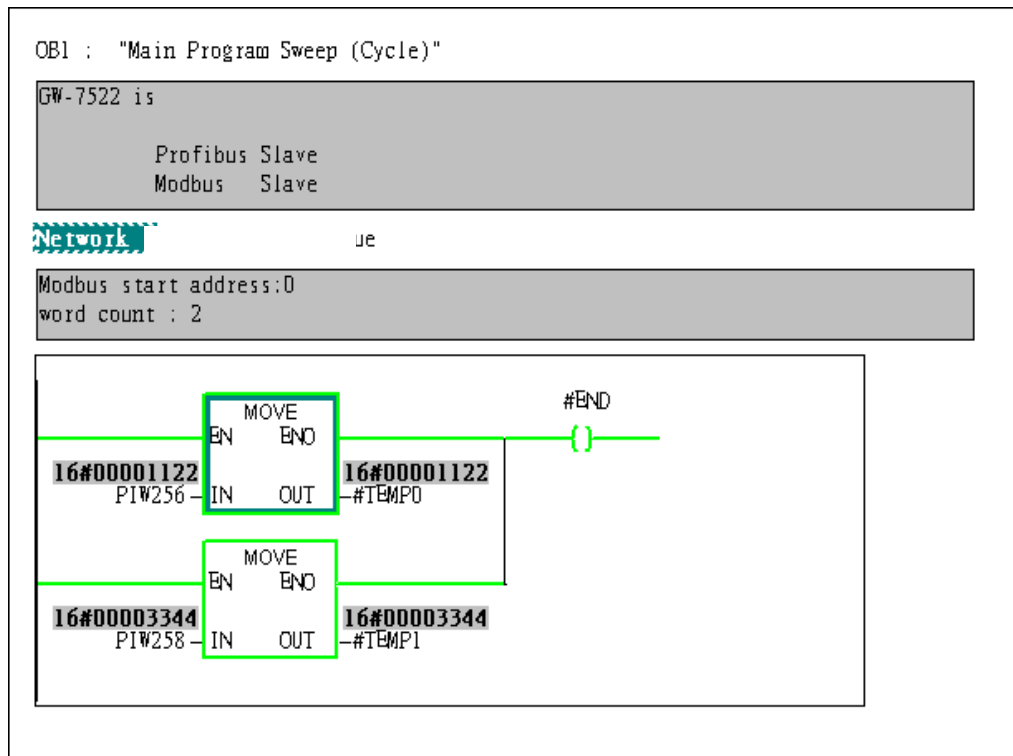 OB1 : "Main Program Sweep (Cycle)"
GW-7522 is
Profibus Slave
Modbus Slave
Network ue
Modbus start address:0
word count : 2
#END
MOVE
EN ENO
16#00001122 16#00001122
PIW256 IN OUT #TEMP0
MOVE
EN ENO
16#00003344 16#00003344
PIW258 IN OUT #TEMP1